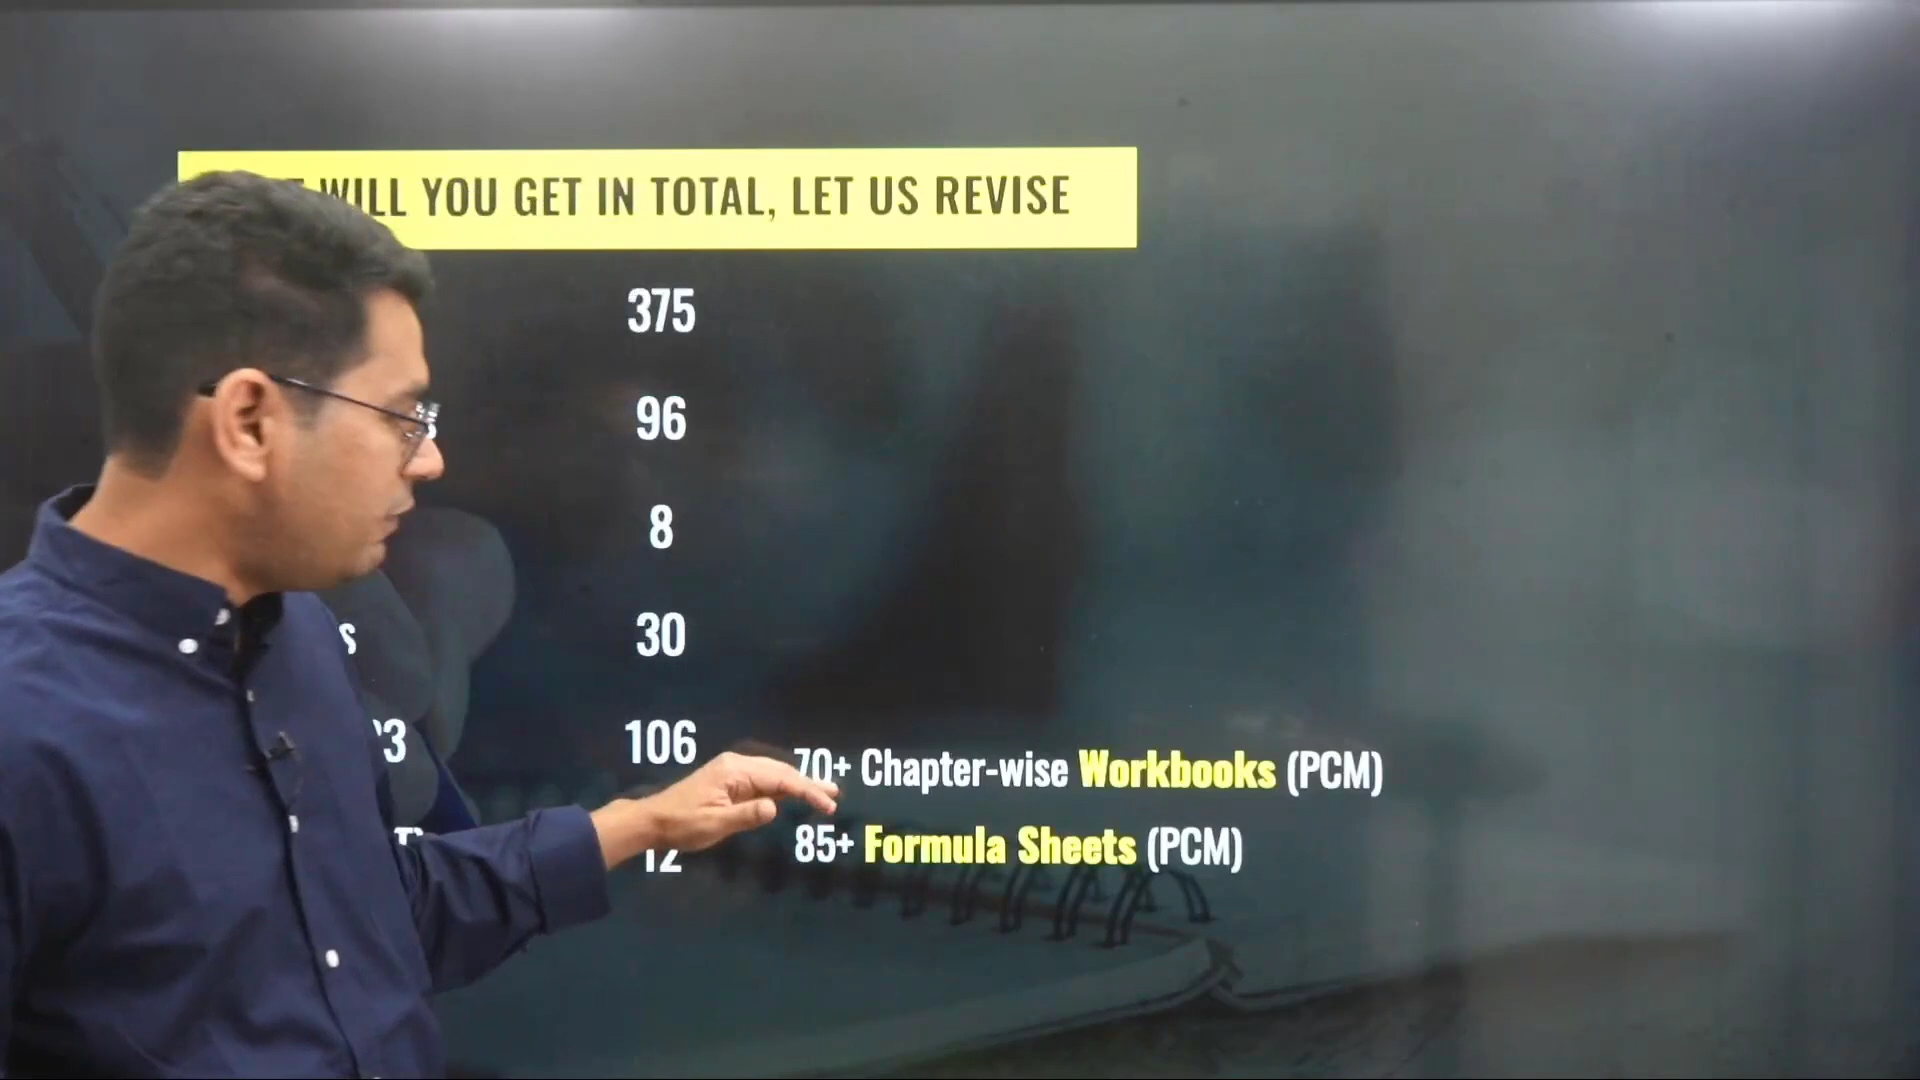 WILL YOU GET IN TOTAL, LET US REVISE
375
96
8
30
106
70+ Chapter-wise Workbooks (PCM)
12
85+ Formula Sheets (PCM)